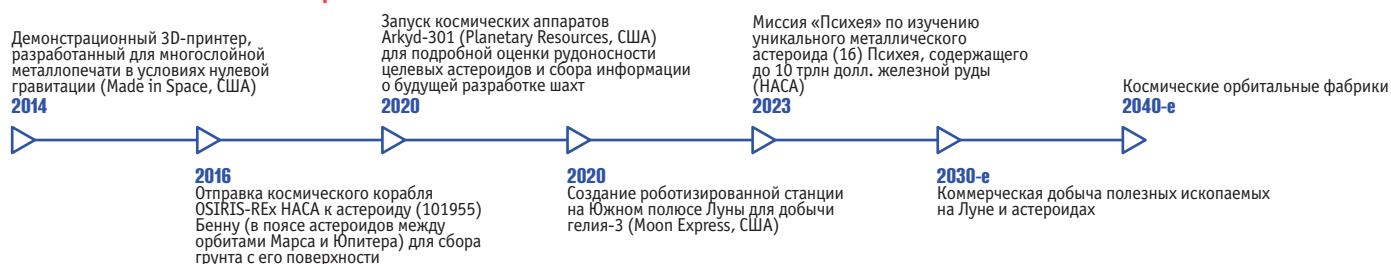 Демонстрационный 3D-принтер,
разработанный для многослойной
металлопечати в условиях нулевой
гравитации (Made in Space, США)
2014
2016
Отправка космического корабля
OSIRIS-REx НАСА к астероиду (101955)
Бенну (в поясе астероидов между
орбитами Марса и Юпитера) для сбора
грунта с его поверхности
Запуск космических аппаратов
Arkyd-301 (Planetary Resources, США)
для подробной оценки рудоносности
целевых астероидов и сбора информации
о будущей разработке шахт
2020
2020
Создание роботизированной станции
на Южном полюсе Луны для добычи
гелия-3 (Moon Express, США)
Миссия «Психея» по изучению
уникального металлического
астероида (16) Психея, содержащего
до 10 трлн долл. железной руды
(НАСА)
2023
2030-е
Коммерческая добыча полезных ископаемых
на Луне и астероидах
Космические орбитальные фабрики
2040-е